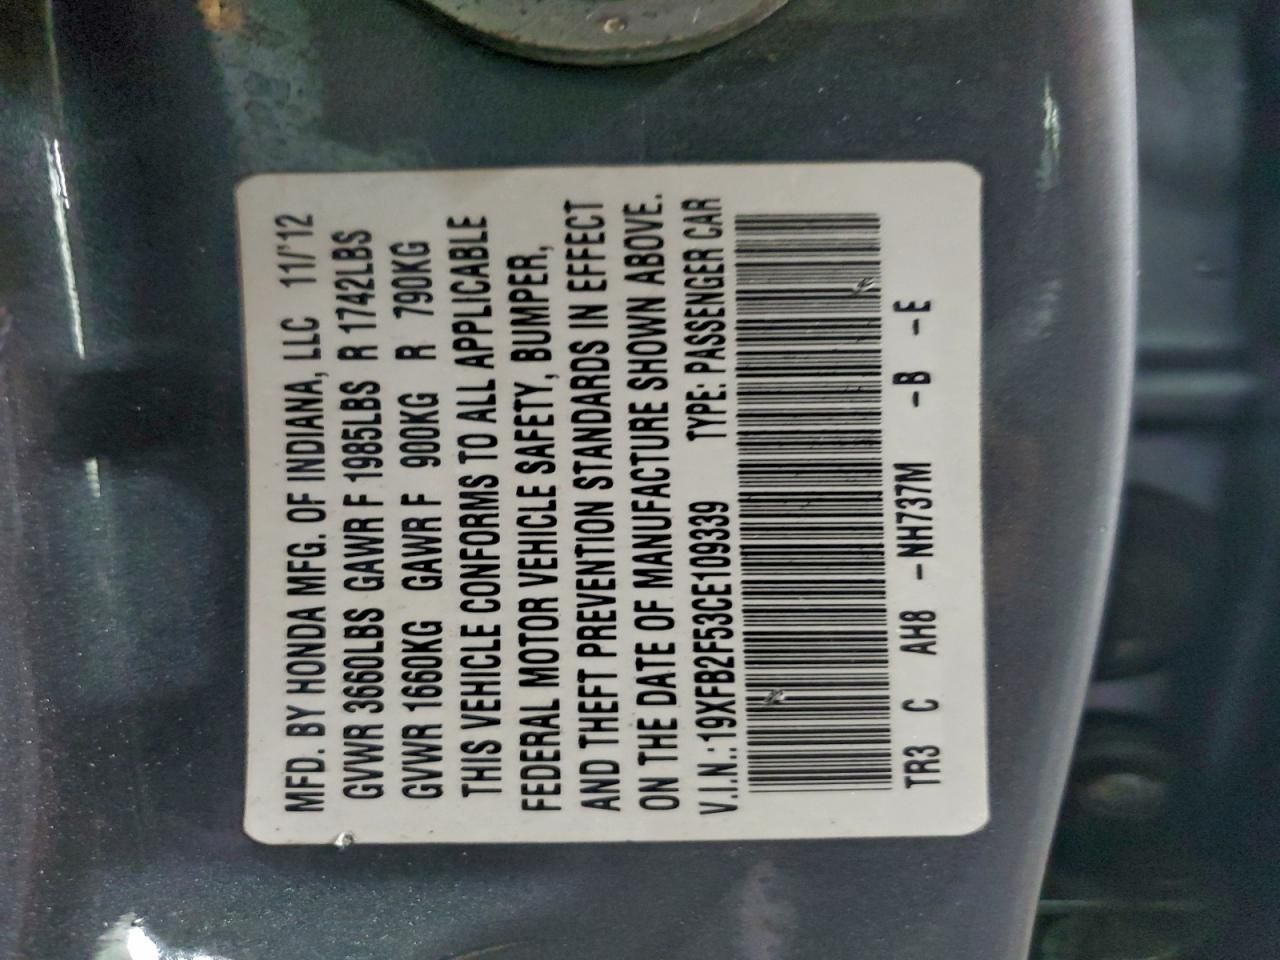 MFD. BY HONDA MFG. OF INDIANA, LLC 11/'12
GVWR 3660LBS GAWR F 1985LBS R 1742LBS
GVWR 1660KG GAWR F 900KG R 790KG
THIS VEHICLE CONFORMS TO ALL APPLICABLE
FEDERAL MOTOR VEHICLE SAFETY, BUMPER,
AND THEFT PREVENTION STANDARDS IN EFFECT
ON THE DATE OF MANUFACTURE SHOWN ABOVE.
V.I.N.: 19XFB2F53CE109339 TYPE: PASSENGER CAR
TR3 C AH8 -NH737M -B -E